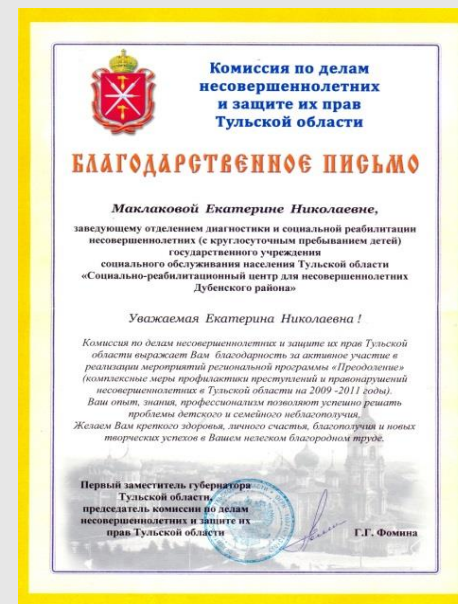 Комиссия по делам
несовершеннолетних
и защите их прав
Тульской области
БЛАГОДАРСТВЕННОЕ ПИСЬМО
Маклаковой Екатерине Николаевне,
заведующему отделением диагностики и социальной реабилитации
несовершеннолетних (с круглосуточным пребыванием детей)
государственного учреждения
социального обслуживания населения Тульской области
«Социально-реабилитационный центр для несовершеннолетних
Дубенского района»
Уважаемая Екатерина Николаевна !
Комиссия по делам несовершеннолетних и защите их прав Тульской
области выражает Вам благодарность за активное участие в
реализации мероприятий региональной программы «Преодоление»
(комплексные меры профилактики преступлений и правонарушений
несовершеннолетних в Тульской области на 2009 -2011 годы).
Ваш опыт, знания, профессионализм позволяют успешно решать
проблемы детского и семейного неблагополучия.
Желаем Вам крепкого здоровья, личного счастья, благополучия и новых
творческих успехов в Вашем нелегком благородном труде.
Первый заместитель губернатора
Тульской области,
председатель комиссии по делам
несовершеннолетних и защите их
прав Тульской области
Г.Г. Фомина